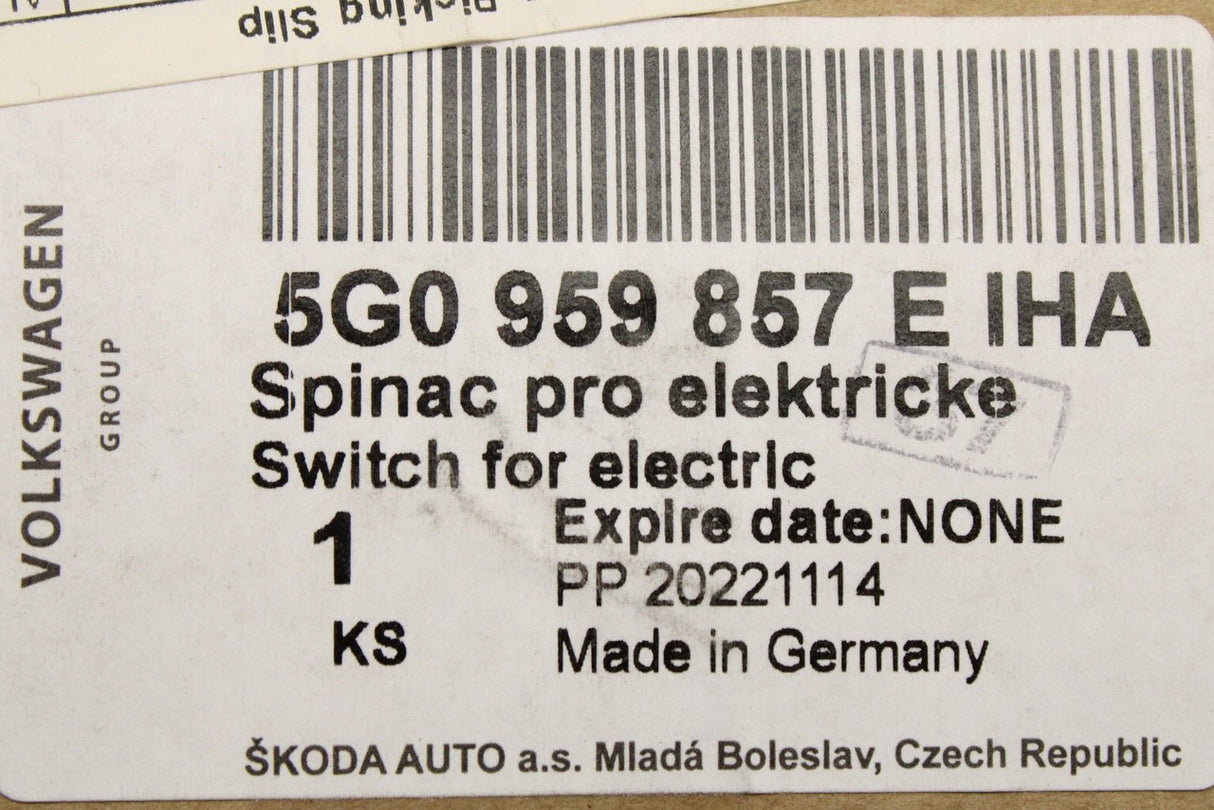 Picking Slip
VOLKSWAGEN
GROUP
5G0 959 857 E IHA
Spinac pro elektricke
67
Switch for electric
1
KS
Expire date:NONE
PP 20221114
Made in Germany
ŠKODA AUTO a.s. Mladá Boleslav, Czech Republic